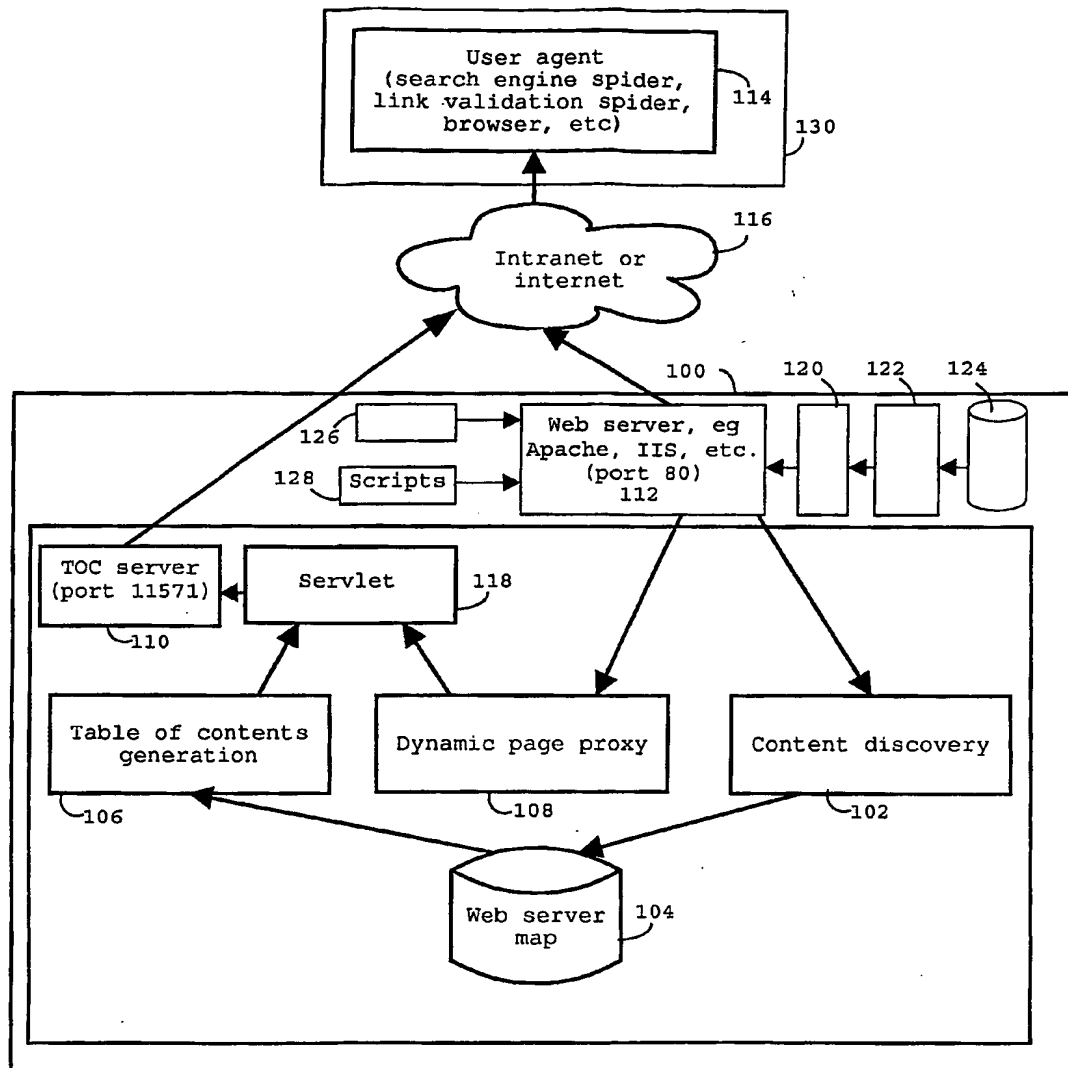 User agent
(search engine spider,
link validation spider,
browser, etc)
114
130
116
Intranet or
internet
100
120
122
124
126
Web server, eg
Apache, IIS, etc.
(port 80)
112
128
Scripts
TOC server
(port 11571)
110
Servlet
118
Table of contents
generation
106
Dynamic page proxy
108
Content discovery
102
Web server
map
104